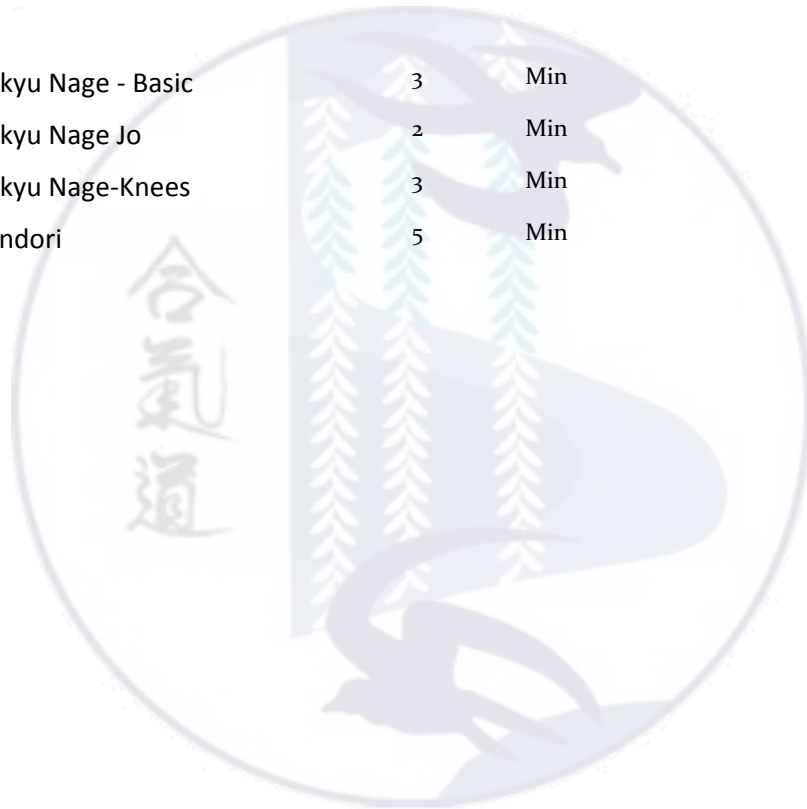 kyu Nage - Basic 3 Min
kyu Nage Jo 2 Min
kyu Nage-Knees 3 Min
ndori 5 Min
合
氣
道